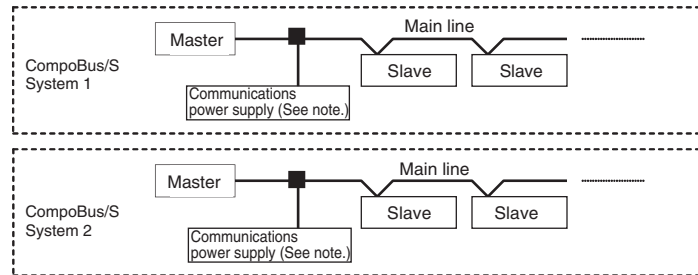 CompoBus/S
System 1
Master
Main line
Slave
Slave
Communications
power supply (See note.)
CompoBus/S
System 2
Master
Main line
Slave
Slave
Communications
power supply (See note.)